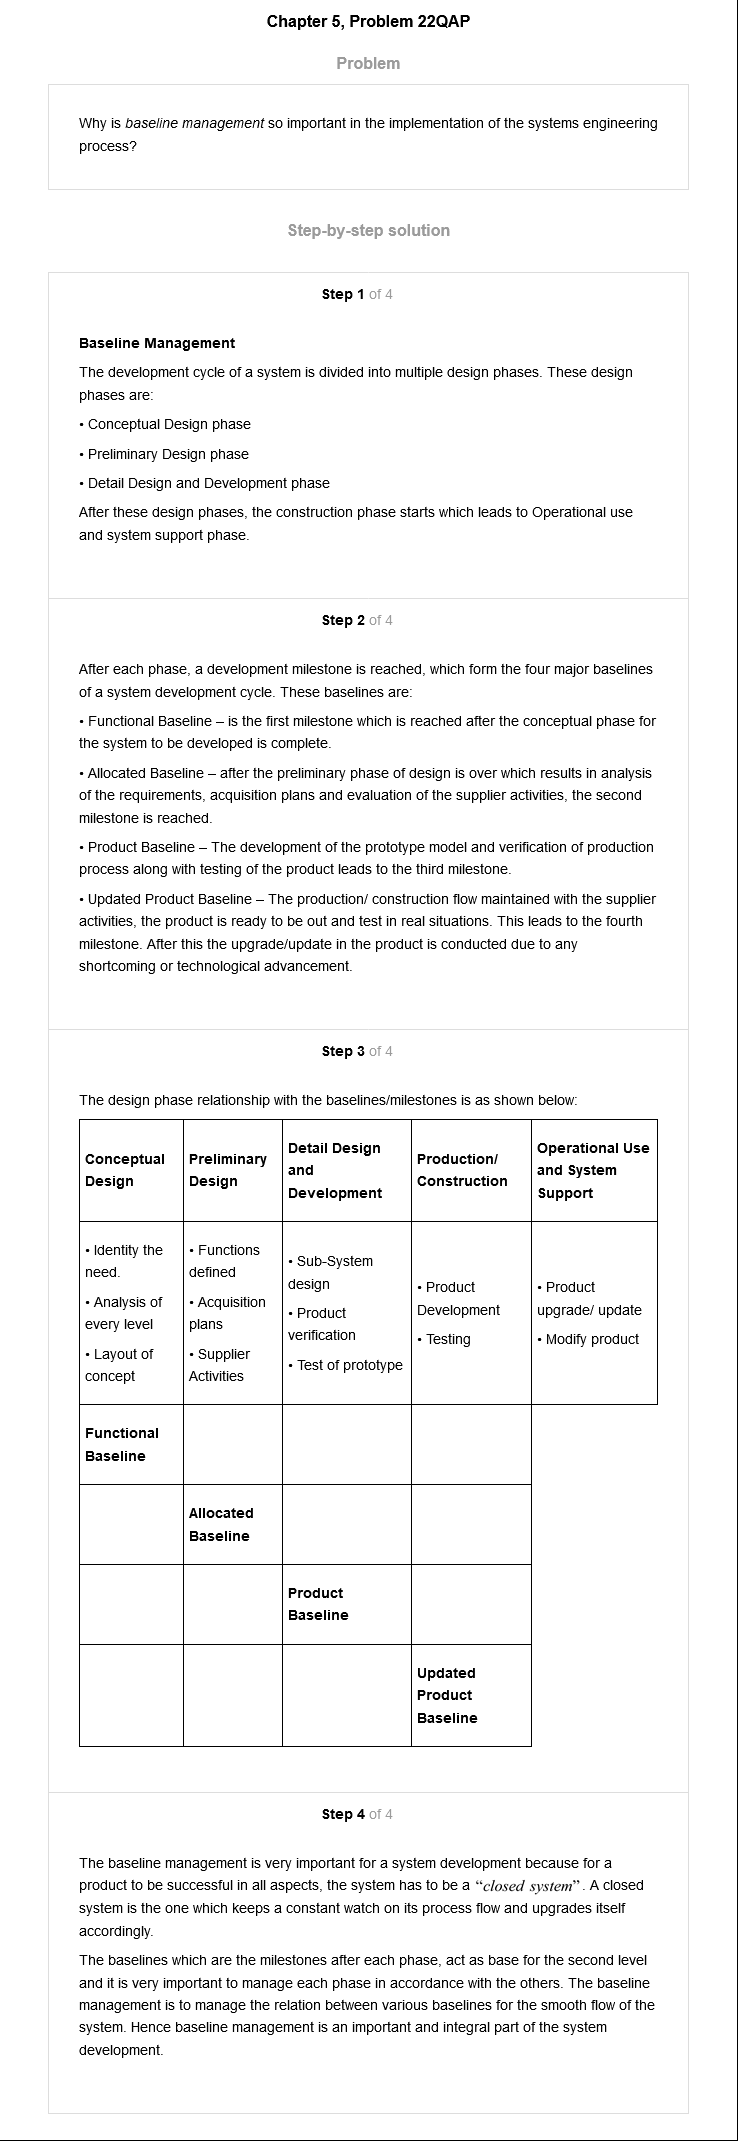 Chapter 5, Problem 22QAP
Problem
Why is baseline management so important in the implementation of the systems engineering
process?
Step-by-step solution
Step 1 of 4
Baseline Management
The development cycle of a system is divided into multiple design phases. These design
phases are:
• Conceptual Design phase
• Preliminary Design phase
• Detail Design and Development phase
After these design phases, the construction phase starts which leads to Operational use
and system support phase.
Step 2 of 4
After each phase, a development milestone is reached, which form the four major baselines
of a system development cycle. These baselines are:
• Functional Baseline – is the first milestone which is reached after the conceptual phase for
the system to be developed is complete.
• Allocated Baseline – after the preliminary phase of design is over which results in analysis
of the requirements, acquisition plans and evaluation of the supplier activities, the second
milestone is reached.
• Product Baseline – The development of the prototype model and verification of production
process along with testing of the product leads to the third milestone.
• Updated Product Baseline – The production/ construction flow maintained with the supplier
activities, the product is ready to be out and test in real situations. This leads to the fourth
milestone. After this the upgrade/update in the product is conducted due to any
shortcoming or technological advancement.
Step 3 of 4
The design phase relationship with the baselines/milestones is as shown below:
Conceptual
Design
Preliminary
Design
Detail Design
and
Development
Production/
Construction
Operational Use
and System
Support
• Identity the
need.
• Analysis of
every level
• Layout of
concept
• Functions
defined
• Acquisition
plans
• Supplier
Activities
• Sub-System
design
• Product
verification
• Test of prototype
• Product
Development
• Testing
• Product
upgrade/ update
• Modify product
Functional
Baseline
Allocated
Baseline
Product
Baseline
Updated
Product
Baseline
Step 4 of 4
The baseline management is very important for a system development because for a
product to be successful in all aspects, the system has to be a “closed system”. A closed
system is the one which keeps a constant watch on its process flow and upgrades itself
accordingly.
The baselines which are the milestones after each phase, act as base for the second level
and it is very important to manage each phase in accordance with the others. The baseline
management is to manage the relation between various baselines for the smooth flow of the
system. Hence baseline management is an important and integral part of the system
development.